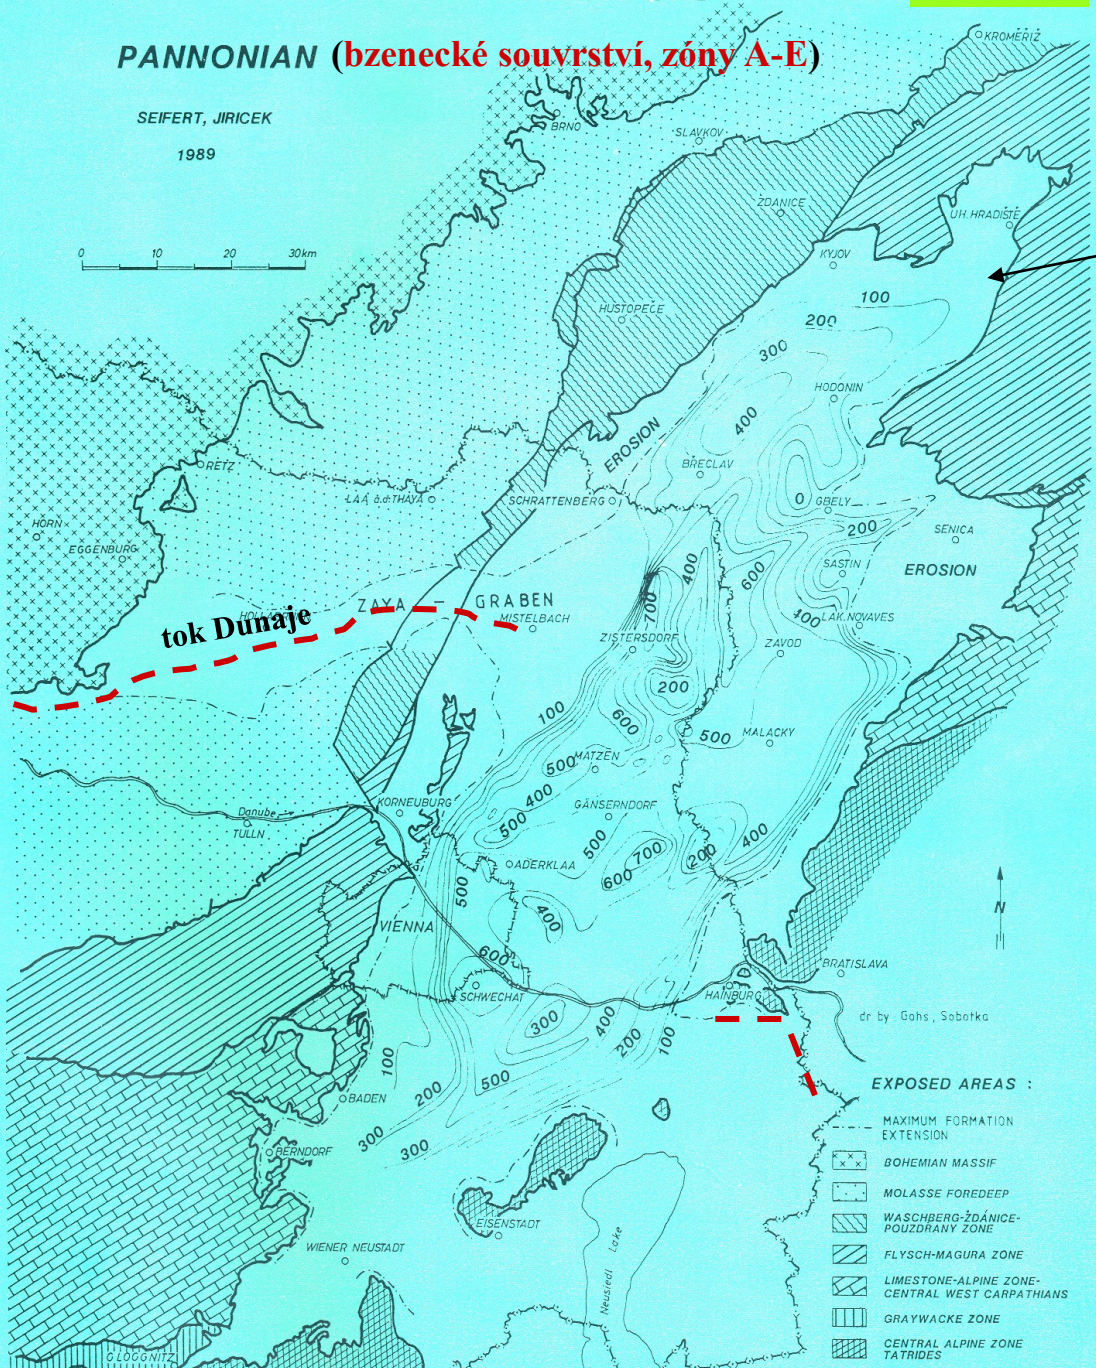 PANNONIAN (bzenecké souvrství, zóny A-E)
SEIFERT, JIRICEK
1989
0 10 20 30km
KROMĚŘÍŽ
BRNO
SLAVKOV
ŽDANICE
UH. HRADIŠTĚ
KYJOV
100
HUSTOPEČE
200
300
HODONIN
400
EROSION
BŘECLAV
RETZ
LAA a.d. THAYA
SCHRATTENBERG
0
GBELY
200
SENICA
HORN
EGGENBURG
400
600
SASTIN
EROSION
ZAYA - GRABEN
700
MISTELBACH
100
LAK. NOVAVES
tok Dunaje
ZISTERSDORF
ZAVOD
200
100
600
500
MALACKY
500
MATZEN
400
KORNEUBURG
GÄNSERNDORF
Danube
TULLN
500
500
700
200
400
ADERKLAA
600
500
VIENNA
400
600
BRATISLAVA
SCHWECHAT
HAINBURG
N
300
400
200
100
dr by: Gohs, Sobotka
100
500
200
BADEN
300
300
BERNDORF
EISENSTADT
WIENER NEUSTADT
Neusiedl Lake
GLOGGNITZ
EXPOSED AREAS :
MAXIMUM FORMATION
EXTENSION
BOHEMIAN MASSIF
MOLASSE FOREDEEP
WASCHBERG-ŽDÁNICE-
POUZDRANY ZONE
FLYSCH-MAGURA ZONE
LIMESTONE-ALPINE ZONE-
CENTRAL WEST CARPATHIANS
GRAYWACKE ZONE
CENTRAL ALPINE ZONE
TATRIDES